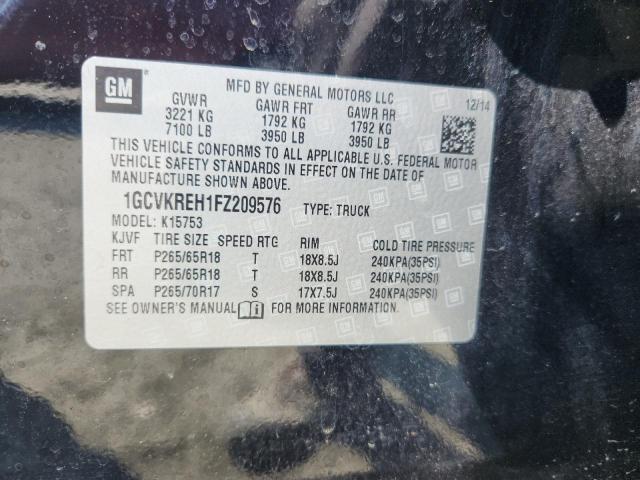 GM
MFD BY GENERAL MOTORS LLC
12/14
GVWR GAWR FRT GAWR RR
3221 KG 1792 KG 1792 KG
7100 LB 3950 LB 3950 LB
THIS VEHICLE CONFORMS TO ALL APPLICABLE U.S. FEDERAL MOTOR
VEHICLE SAFETY STANDARDS IN EFFECT ON THE DATE OF
MANUFACTURE SHOWN ABOVE.
1GCVKREH1FZ209576 TYPE: TRUCK
MODEL: K15753
KJVF TIRE SIZE SPEED RTG RIM COLD TIRE PRESSURE
FRT P265/65R18 T 18X8.5J 240KPA(35PSI)
RR P265/65R18 T 18X8.5J 240KPA(35PSI)
SPA P265/70R17 S 17X7.5J 240KPA(35PSI)
SEE OWNER'S MANUAL i FOR MORE INFORMATION.